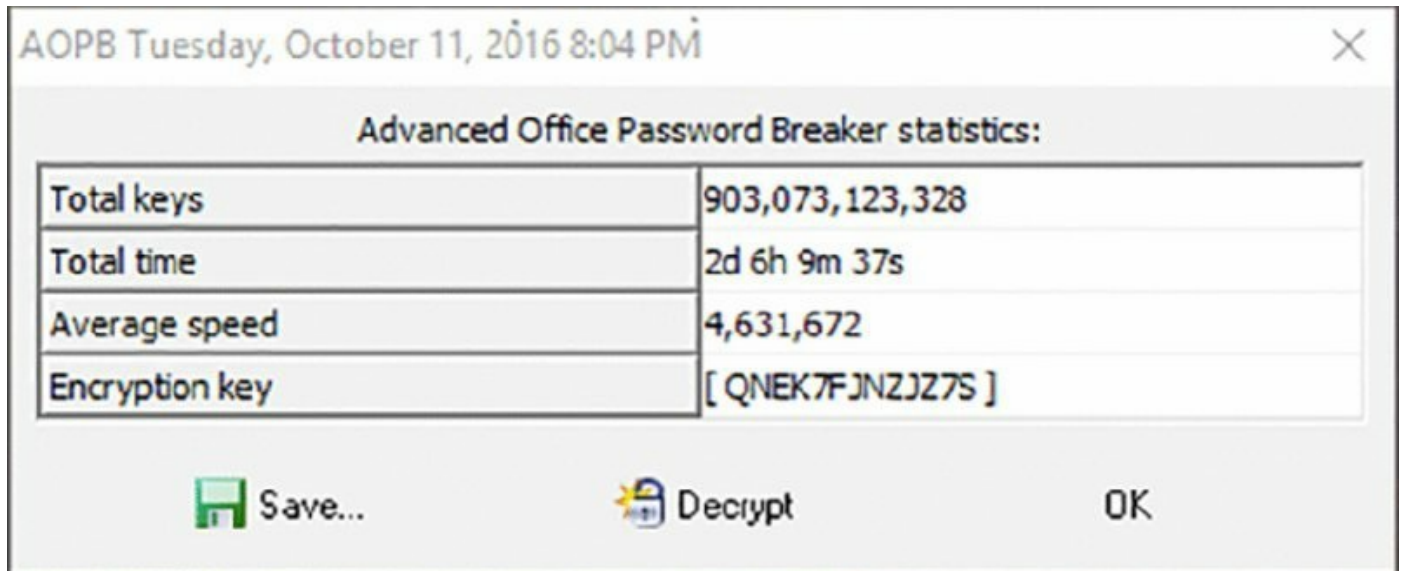 AOPB Tuesday, October 11, 2016 8:04 PM
Advanced Office Password Breaker statistics:
Total keys 903,073,123,328
Total time 2d 6h 9m 37s
Average speed 4,631,672
Encryption key [ QNEK7FJNZJZ7S ]
Save... Decrypt OK